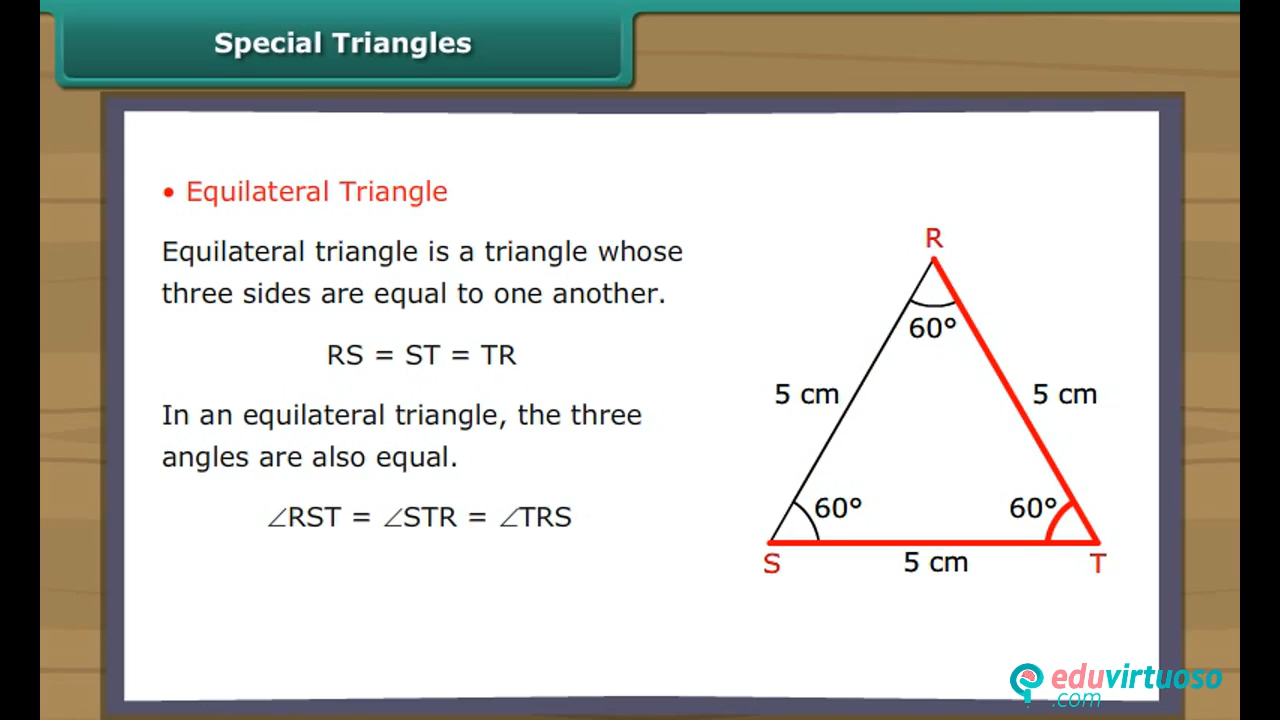 Special Triangles
• Equilateral Triangle
Equilateral triangle is a triangle whose
three sides are equal to one another.
RS = ST = TR
In an equilateral triangle, the three
angles are also equal.
∠RST = ∠STR = ∠TRS
R
60°
5 cm
5 cm
60°
60°
S
5 cm
T
eduvirtuoso
.com